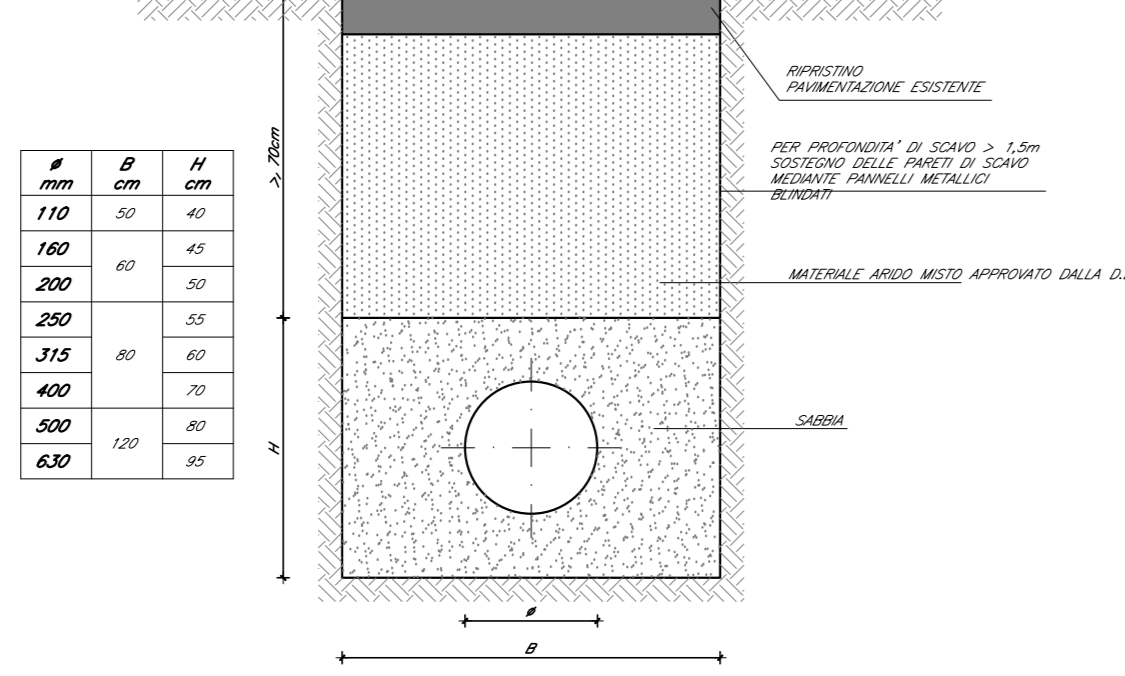 RIPRISTINO
PAVIMENTAZIONE ESISTENTE
PER PROFONDITA' DI SCAVO > 1,5m
SOSTEGNO DELLE PARETI DI SCAVO
MEDIANTE PANNELLI METALLICI
BLINDATI
MATERIALE ARIDO MISTO APPROVATO DALLA D.
SABBIA
⩾ 70cm
H
ø
B
ø B H
mm cm cm
110 50 40
160 60 45
200 50
250 80 55
315 60
400 70
500 120 80
630 95